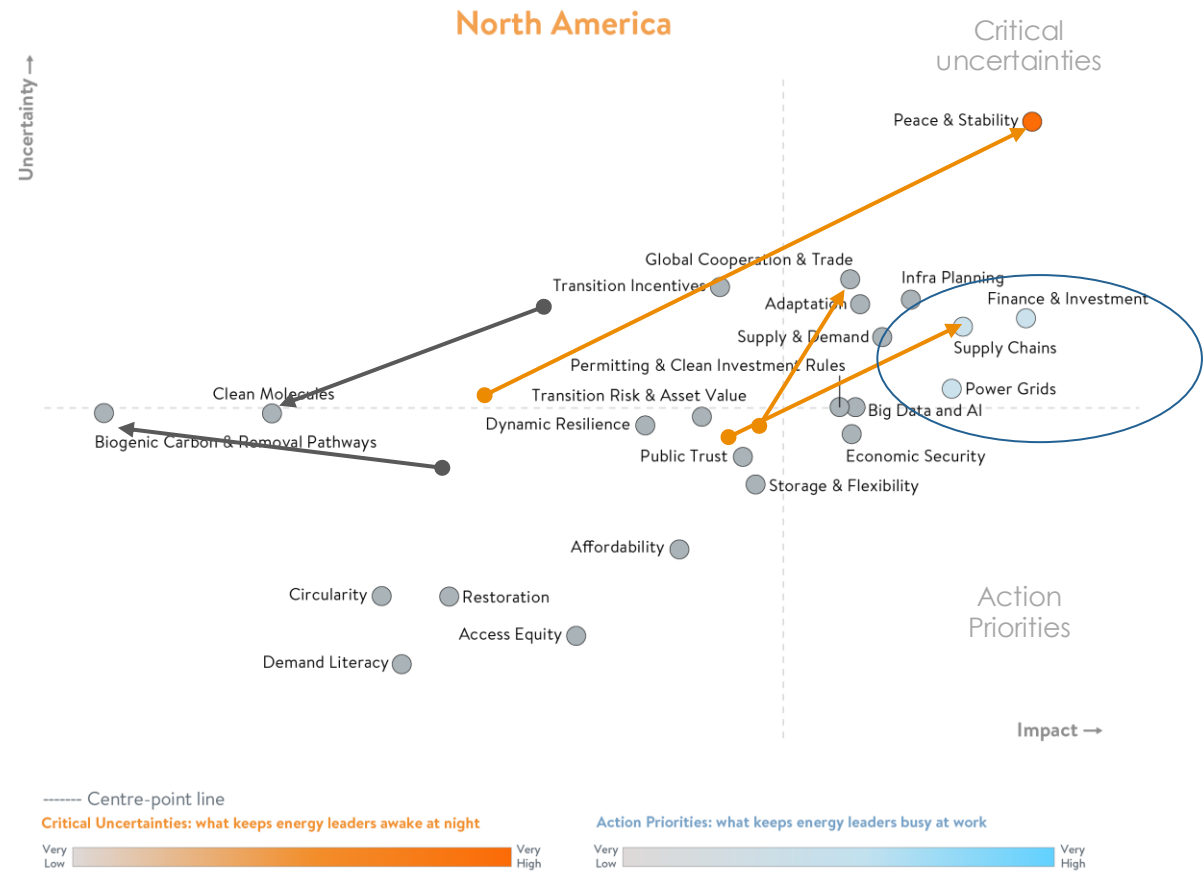 North America
Critical
uncertainties
Uncertainty →
Peace & Stability
Global Cooperation & Trade
Transition Incentives
Infra Planning
Adaptation
Finance & Investment
Supply & Demand
Supply Chains
Permitting & Clean Investment Rules
Clean Molecules
Transition Risk & Asset Value
Power Grids
Big Data and AI
Dynamic Resilience
Biogenic Carbon & Removal Pathways
Public Trust
Economic Security
Storage & Flexibility
Affordability
Circularity
Restoration
Action
Priorities
Access Equity
Demand Literacy
Impact →
Centre-point line
Critical Uncertainties: what keeps energy leaders awake at night
Very
Low
Very
High
Action Priorities: what keeps energy leaders busy at work
Very
Low
Very
High